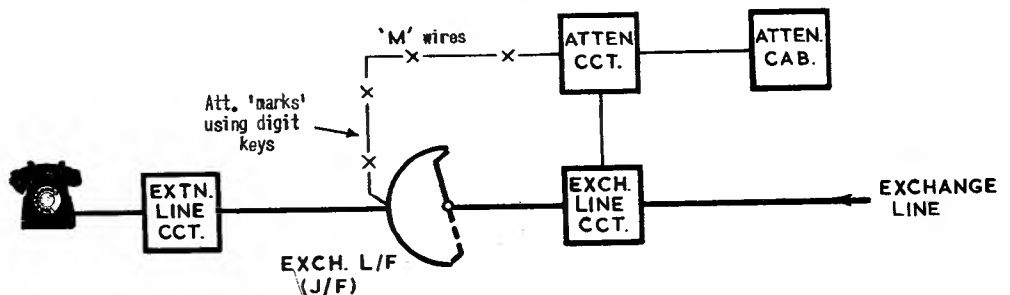 'M' wires
ATTEN
CCT.
ATTEN.
CAB.
Att. 'marks'
using digit
keys
EXTN.
LINE
CCT.
EXCH.
LINE
CCT.
EXCHANGE
LINE
EXCH. L/F
(J/F)